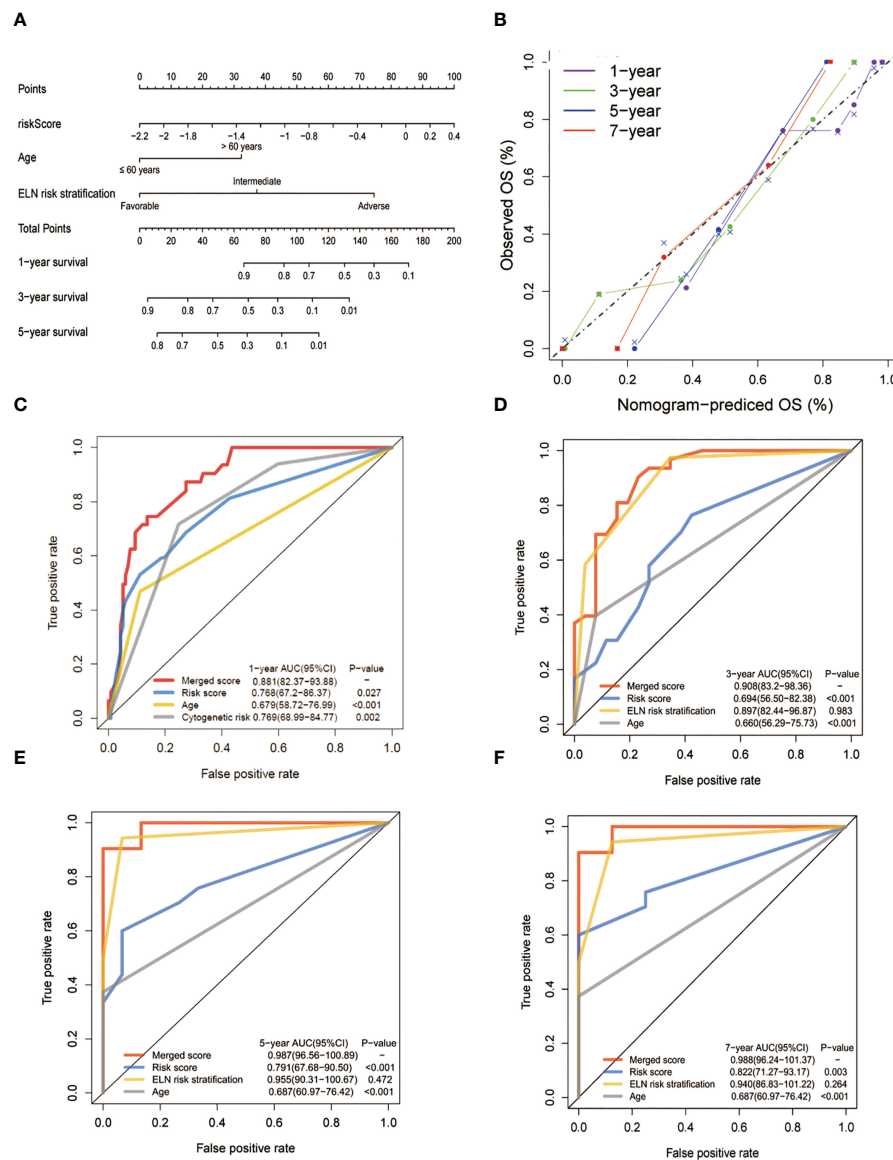 A
Points
0 10 20 30 40 50 60 70 80 90 100
riskScore
−2.2 −2 −1.8 −1.4 −1 −0.8 −0.4 0 0.2 0.4
Age
> 60 years
≤ 60 years
ELN risk stratification
Intermediate
Favorable Adverse
Total Points
0 20 40 60 80 100 120 140 160 180 200
1−year survival
0.9 0.8 0.7 0.5 0.3 0.1
3−year survival
0.9 0.8 0.7 0.5 0.3 0.1 0.01
5−year survival
0.8 0.7 0.5 0.3 0.1 0.01
B
1−year
3−year
5−year
7−year
Observed OS (%)
0.0 0.2 0.4 0.6 0.8 1.0
0.0 0.2 0.4 0.6 0.8 1.0
Nomogram−prediced OS (%)
C
True positive rate
0.0 0.2 0.4 0.6 0.8 1.0
1−year AUC(95%CI) P−value
Merged score 0.881(82.37−93.88) −
Risk score 0.768(67.2−86.37) 0.027
Age 0.679(58.72−76.99) <0.001
Cytogenetic risk 0.769(68.99−84.77) 0.002
0.0 0.2 0.4 0.6 0.8 1.0
False positive rate
D
True positive rate
0.0 0.2 0.4 0.6 0.8 1.0
3−year AUC(95%CI) P−value
Merged score 0.908(83.2−98.36) −
Risk score 0.694(56.50−82.38) <0.001
ELN risk stratification 0.897(82.44−96.87) 0.983
Age 0.660(56.29−75.73) <0.001
0.0 0.2 0.4 0.6 0.8 1.0
False positive rate
E
True positive rate
0.0 0.2 0.4 0.6 0.8 1.0
5−year AUC(95%CI) P−value
Merged score 0.987(96.56−100.89) −
Risk score 0.791(67.68−90.50) <0.001
ELN risk stratification 0.955(90.31−100.67) 0.472
Age 0.687(60.97−76.42) <0.001
0.0 0.2 0.4 0.6 0.8 1.0
False positive rate
F
True positive rate
0.0 0.2 0.4 0.6 0.8 1.0
7−year AUC(95%CI) P−value
Merged score 0.988(96.24−101.37) −
Risk score 0.822(71.27−93.17) 0.003
ELN risk stratification 0.940(86.83−101.22) 0.264
Age 0.687(60.97−76.42) <0.001
0.0 0.2 0.4 0.6 0.8 1.0
False positive rate